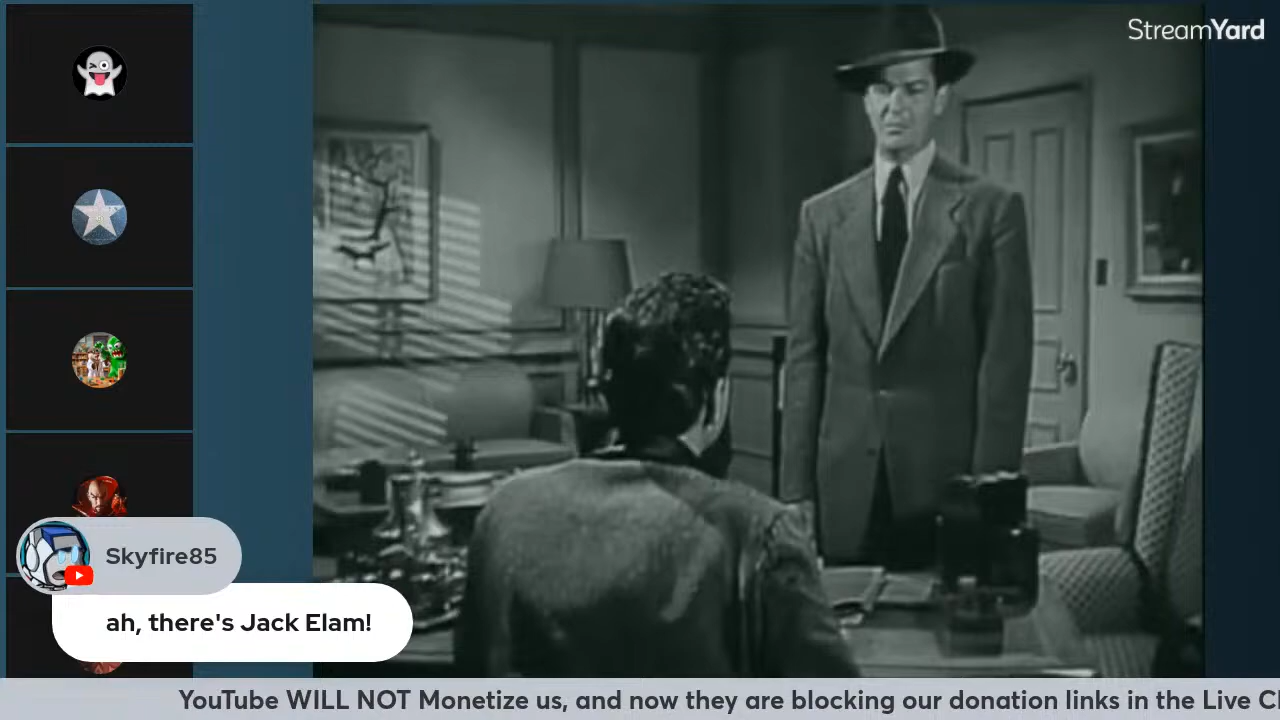 StreamYard
Skyfire85
ah, there's Jack Elam!
YouTube WILL NOT Monetize us, and now they are blocking our donation links in the Live C